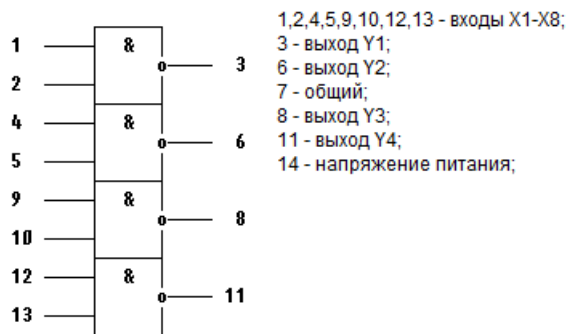 1 & 3
2
4 & 6
5
9 & 8
10
12 & 11
13
1,2,4,5,9,10,12,13 - входы X1-X8;
3 - выход Y1;
6 - выход Y2;
7 - общий;
8 - выход Y3;
11 - выход Y4;
14 - напряжение питания;